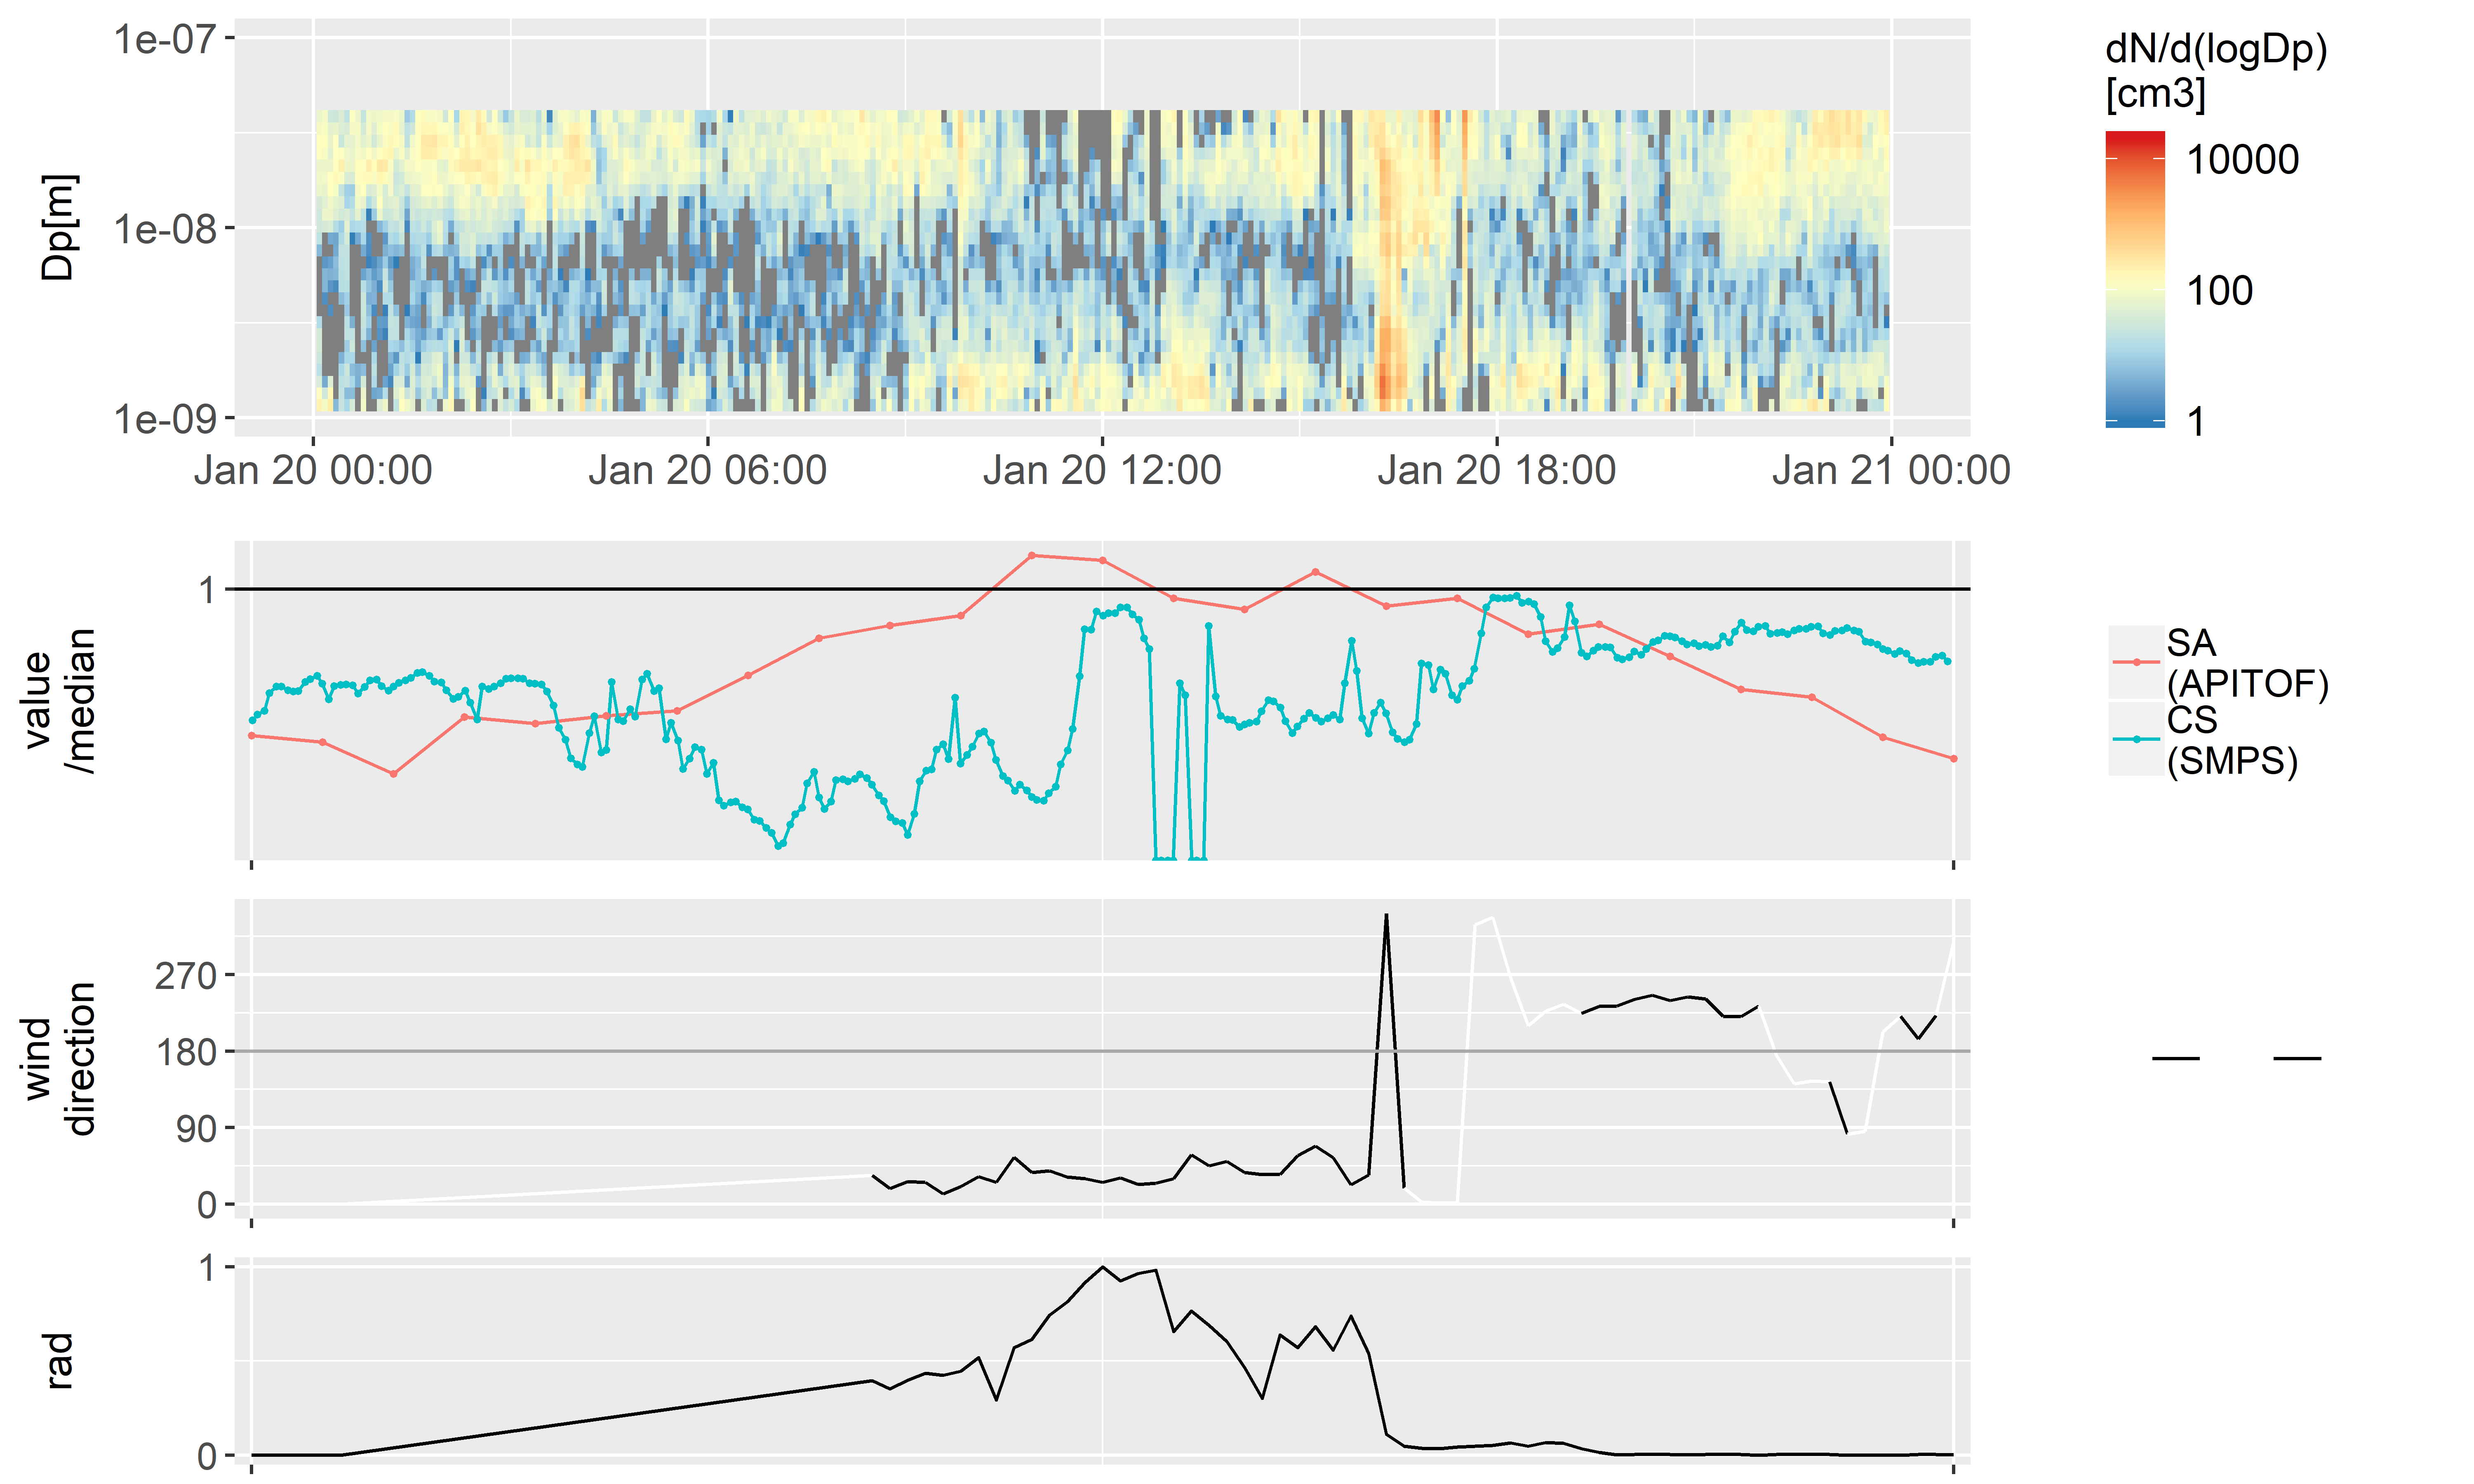 1e-07
1e-08
1e-09
Dp[m]
Jan 20 00:00
Jan 20 06:00
Jan 20 12:00
Jan 20 18:00
Jan 21 00:00
dN/d(logDp)
[cm3]
10000
100
1
value
/median
1
SA
(APITOF)
CS
(SMPS)
wind
direction
270
180
90
0
rad
1
0